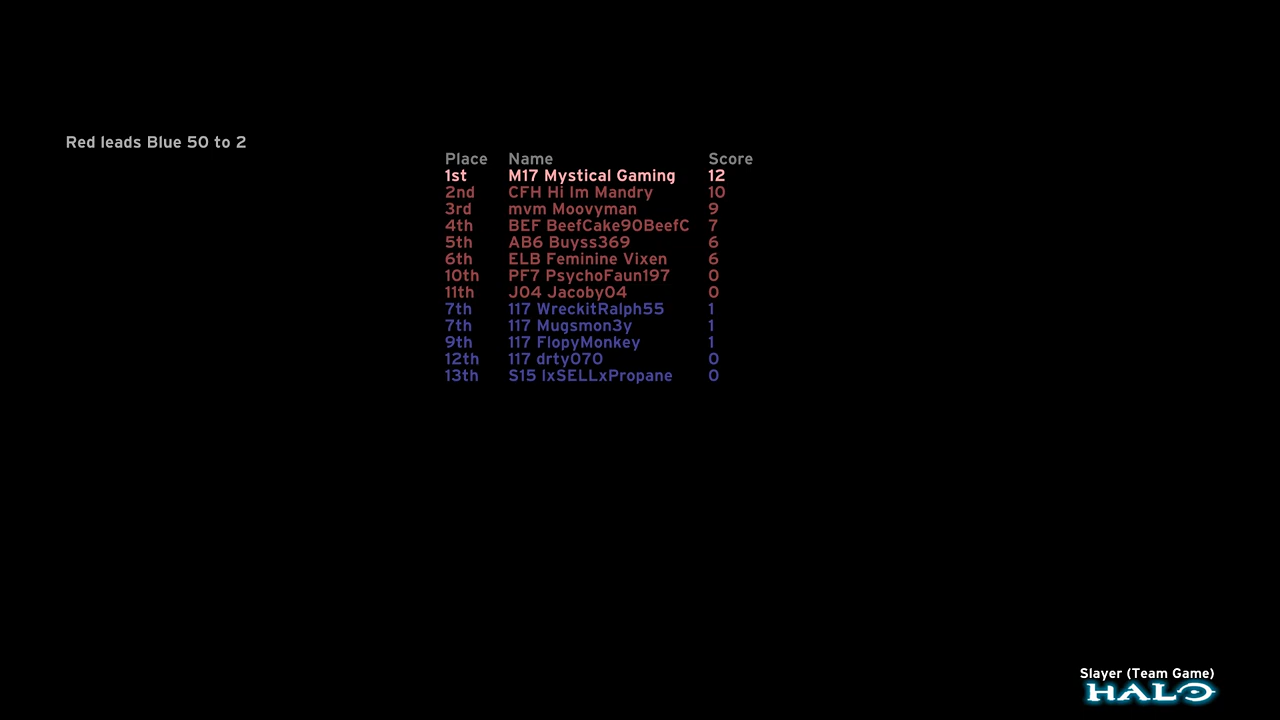 Red leads Blue 50 to 2
Place Name Score
1st M17 Mystical Gaming 12
2nd CFH Hi Im Mandry 10
3rd mvm Moovyman 9
4th BEF BeefCake90BeefC 7
5th AB6 Buyss369 6
6th ELB Feminine Vixen 6
10th PF7 PsychoFaun197 0
11th J04 Jacoby04 0
7th 117 WreckitRalph55 1
7th 117 Mugsmon3y 1
9th 117 FlopyMonkey 1
12th 117 drty070 0
13th S15 IxSELLxPropane 0
Slayer (Team Game)
HALO